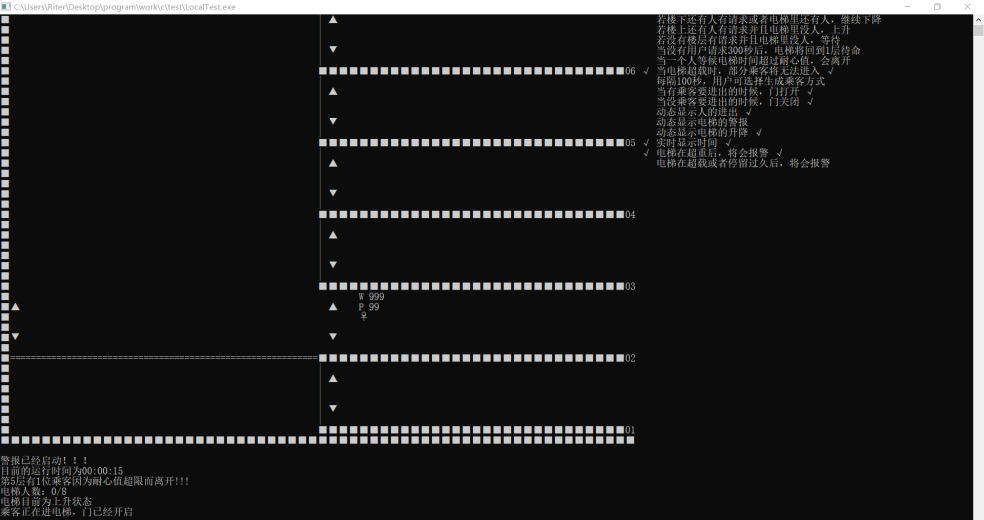 C:\Users\Riter\Desktop\program\work\c\test\LocalTest.exe
若楼下还有人有请求或者电梯里还有人，继续下降
若楼上还有人有请求并且电梯里没人，上升
若没有楼层有请求并且电梯里没人，等待
当没有用户请求300秒后，电梯将回到1层待命
当一个人等候电梯时间超过耐心值，会离开
06 √ 当电梯超载时，部分乘客将无法进入 √
每隔100秒，用户可选择生成乘客方式
当有乘客要进出的时候，门打开 √
当没乘客要进出的时候，门关闭 √
动态显示人的进出 √
动态显示电梯的警报
动态显示电梯的升降 √
05 √ 实时显示时间 √
√ 电梯在超重后，将会报警 √
电梯在超载或者停留过久后，将会报警
04
03
W 999
P 99
02
01
警报已经启动！！！
目前的运行时间为00:00:15
第5层有1位乘客因为耐心值超限而离开!!!
电梯人数：0/8
电梯目前为上升状态
乘客正在进电梯，门已经开启